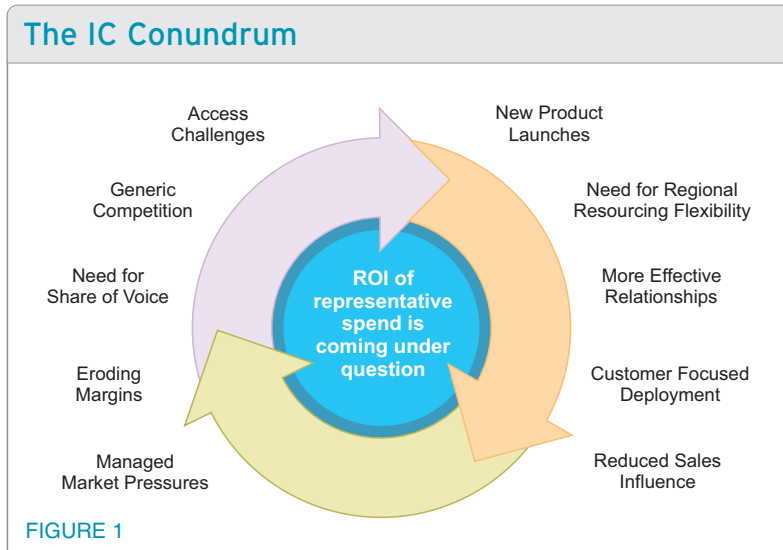 The IC Conundrum
Access
Challenges
New Product
Launches
Generic
Competition
Need for Regional
Resourcing Flexibility
Need for
Share of Voice
ROI of
representative
spend is
coming under
question
More Effective
Relationships
Eroding
Margins
Customer Focused
Deployment
Managed
Market Pressures
Reduced Sales
Influence
FIGURE 1